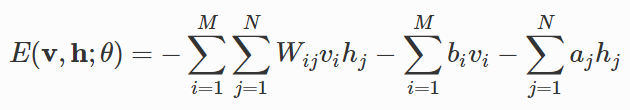 E(𝐯, 𝐡; θ) = − ∑_{i=1}^{M} ∑_{j=1}^{N} W_{ij} v_i h_j − ∑_{i=1}^{M} b_i v_i − ∑_{j=1}^{N} a_j h_j